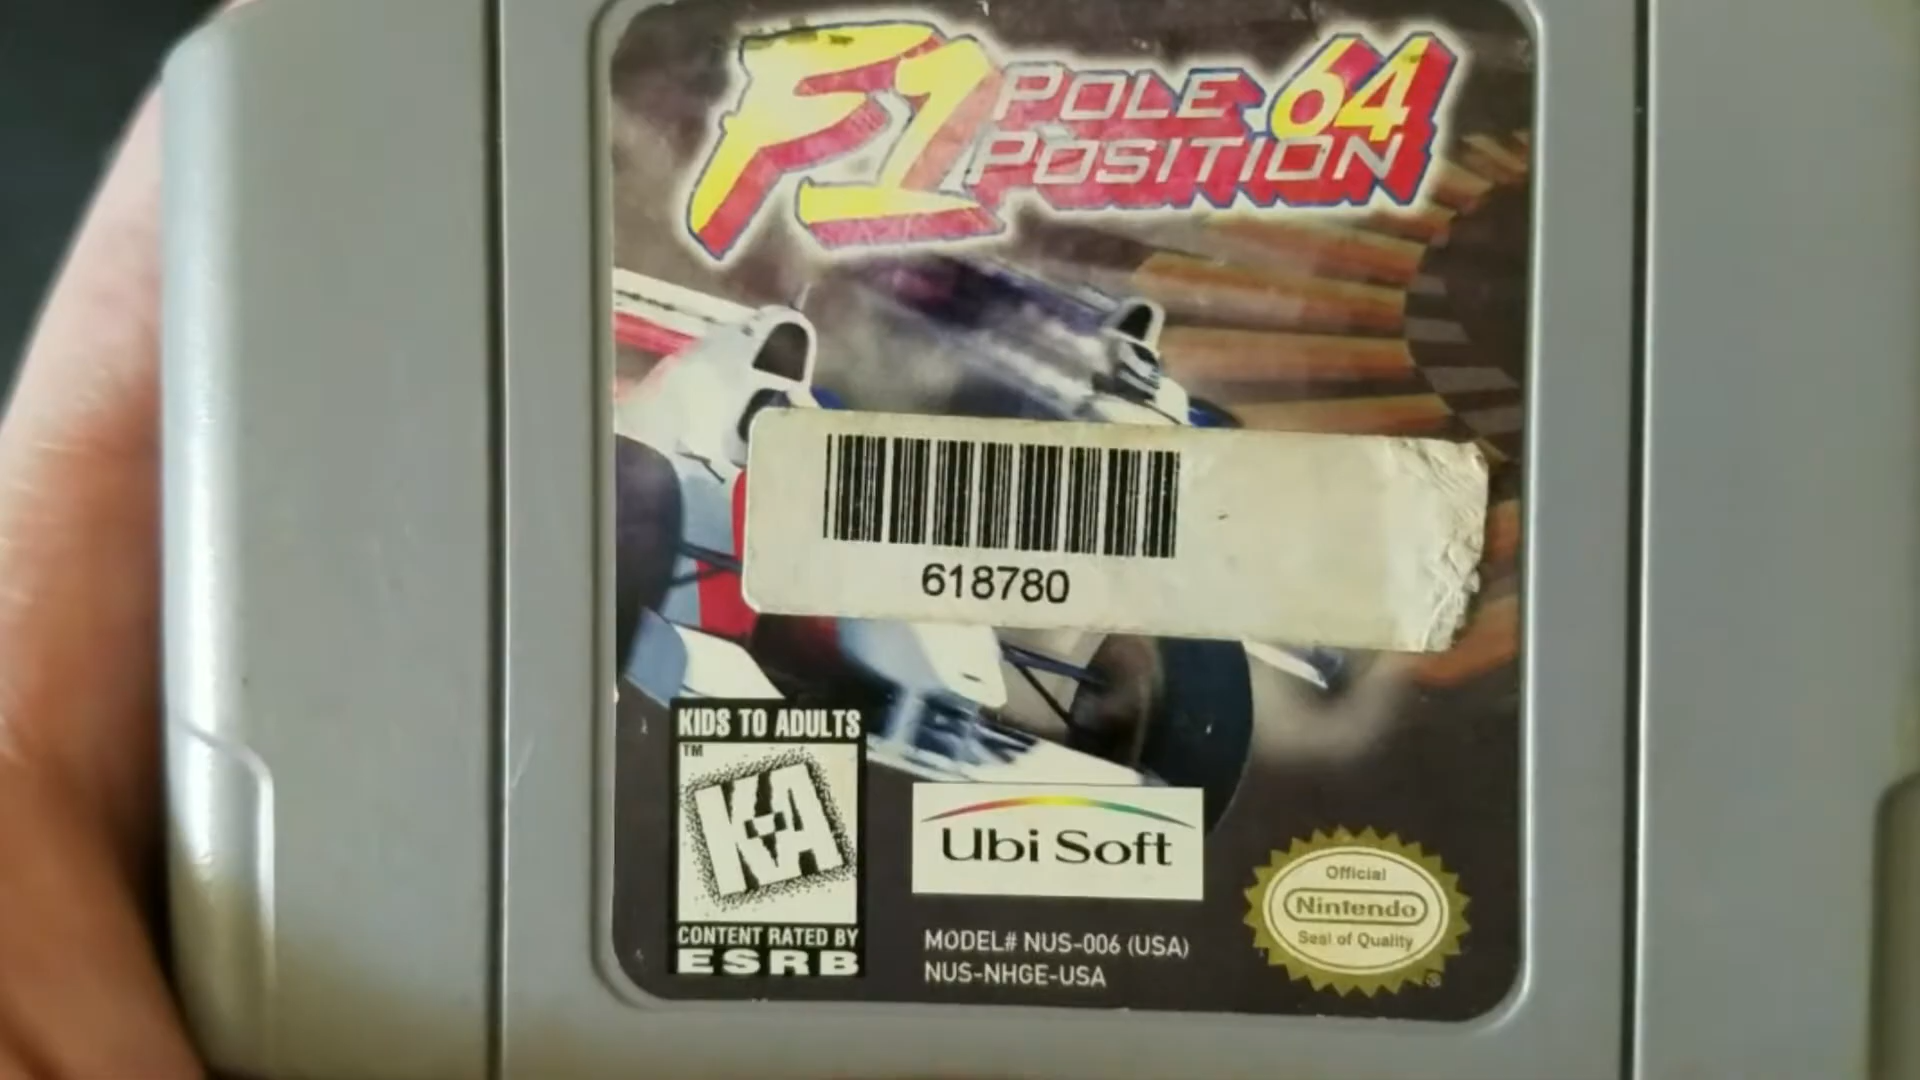 F1 POLE 64
POSITION
618780
KIDS TO ADULTS
TM
KA
CONTENT RATED BY
ESRB
Ubi Soft
MODEL# NUS-006 (USA)
NUS-NHGE-USA
Official
Nintendo
Seal of Quality
®